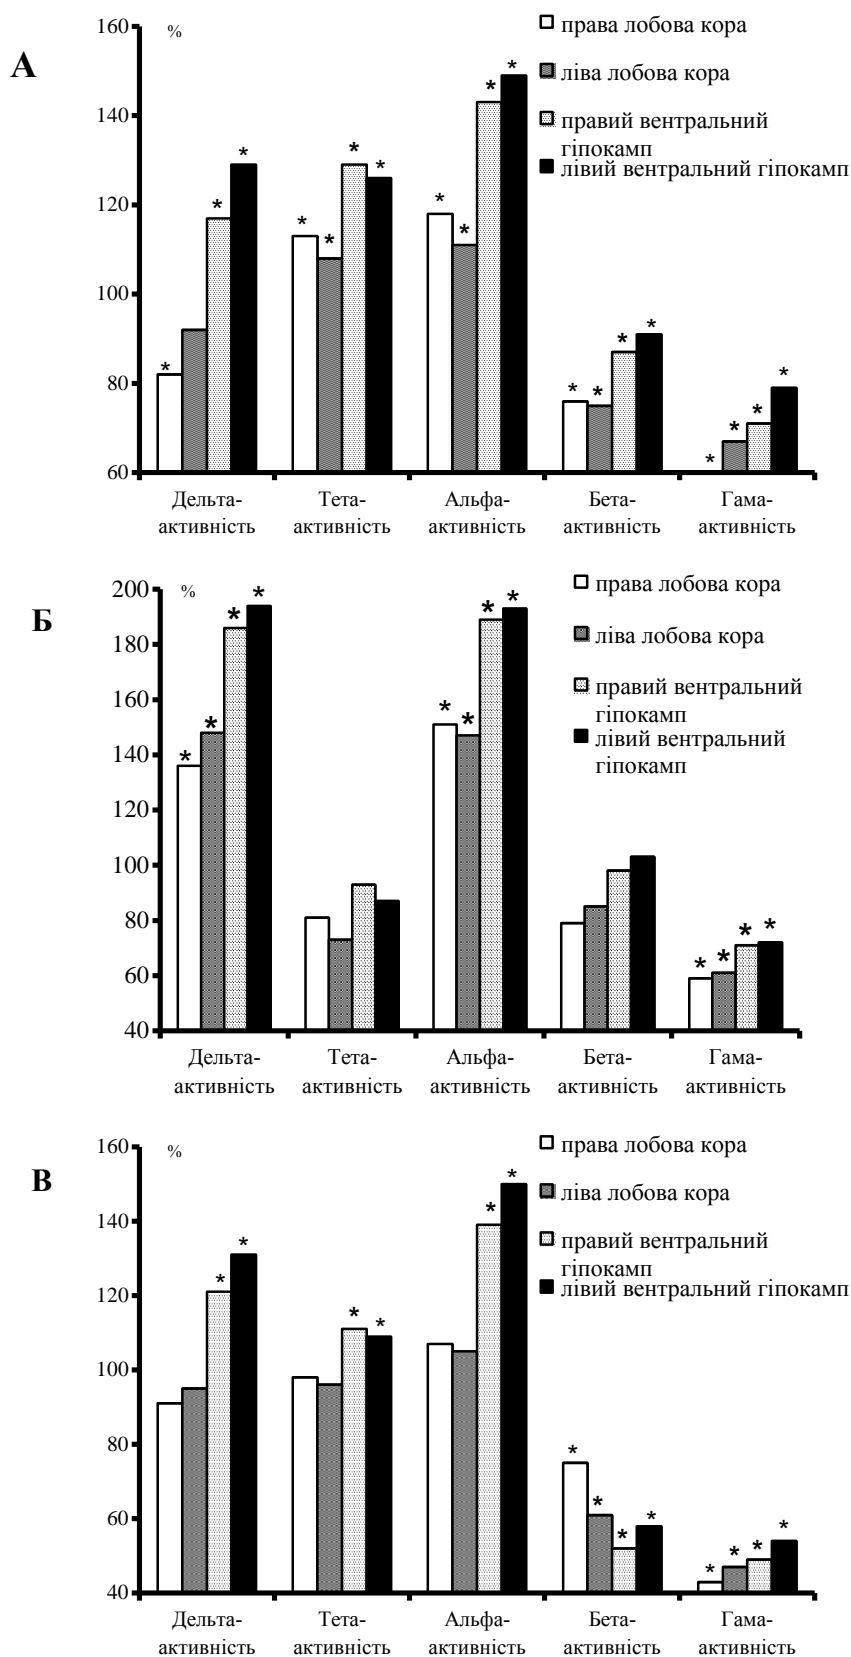 А
%
160
140
120
100
80
60
права лобова кора
ліва лобова кора
правий вентральний
гіпокамп
лівий вентральний гіпокамп
* * * * * * * * * * * * * * * * * * *
Дельта- Тета- Альфа- Бета- Гама-
активність активність активність активність активність
Б
%
200
180
160
140
120
100
80
60
40
права лобова кора
ліва лобова кора
правий вентральний
гіпокамп
лівий вентральний
гіпокамп
* * * * * * * * * * * *
Дельта- Тета- Альфа- Бета- Гама-
активність активність активність активність активність
В
%
160
140
120
100
80
60
40
права лобова кора
ліва лобова кора
правий вентральний
гіпокамп
лівий вентральний гіпокамп
* * * * * * * * * * * * * *
Дельта- Тета- Альфа- Бета- Гама-
активність активність активність активність активність